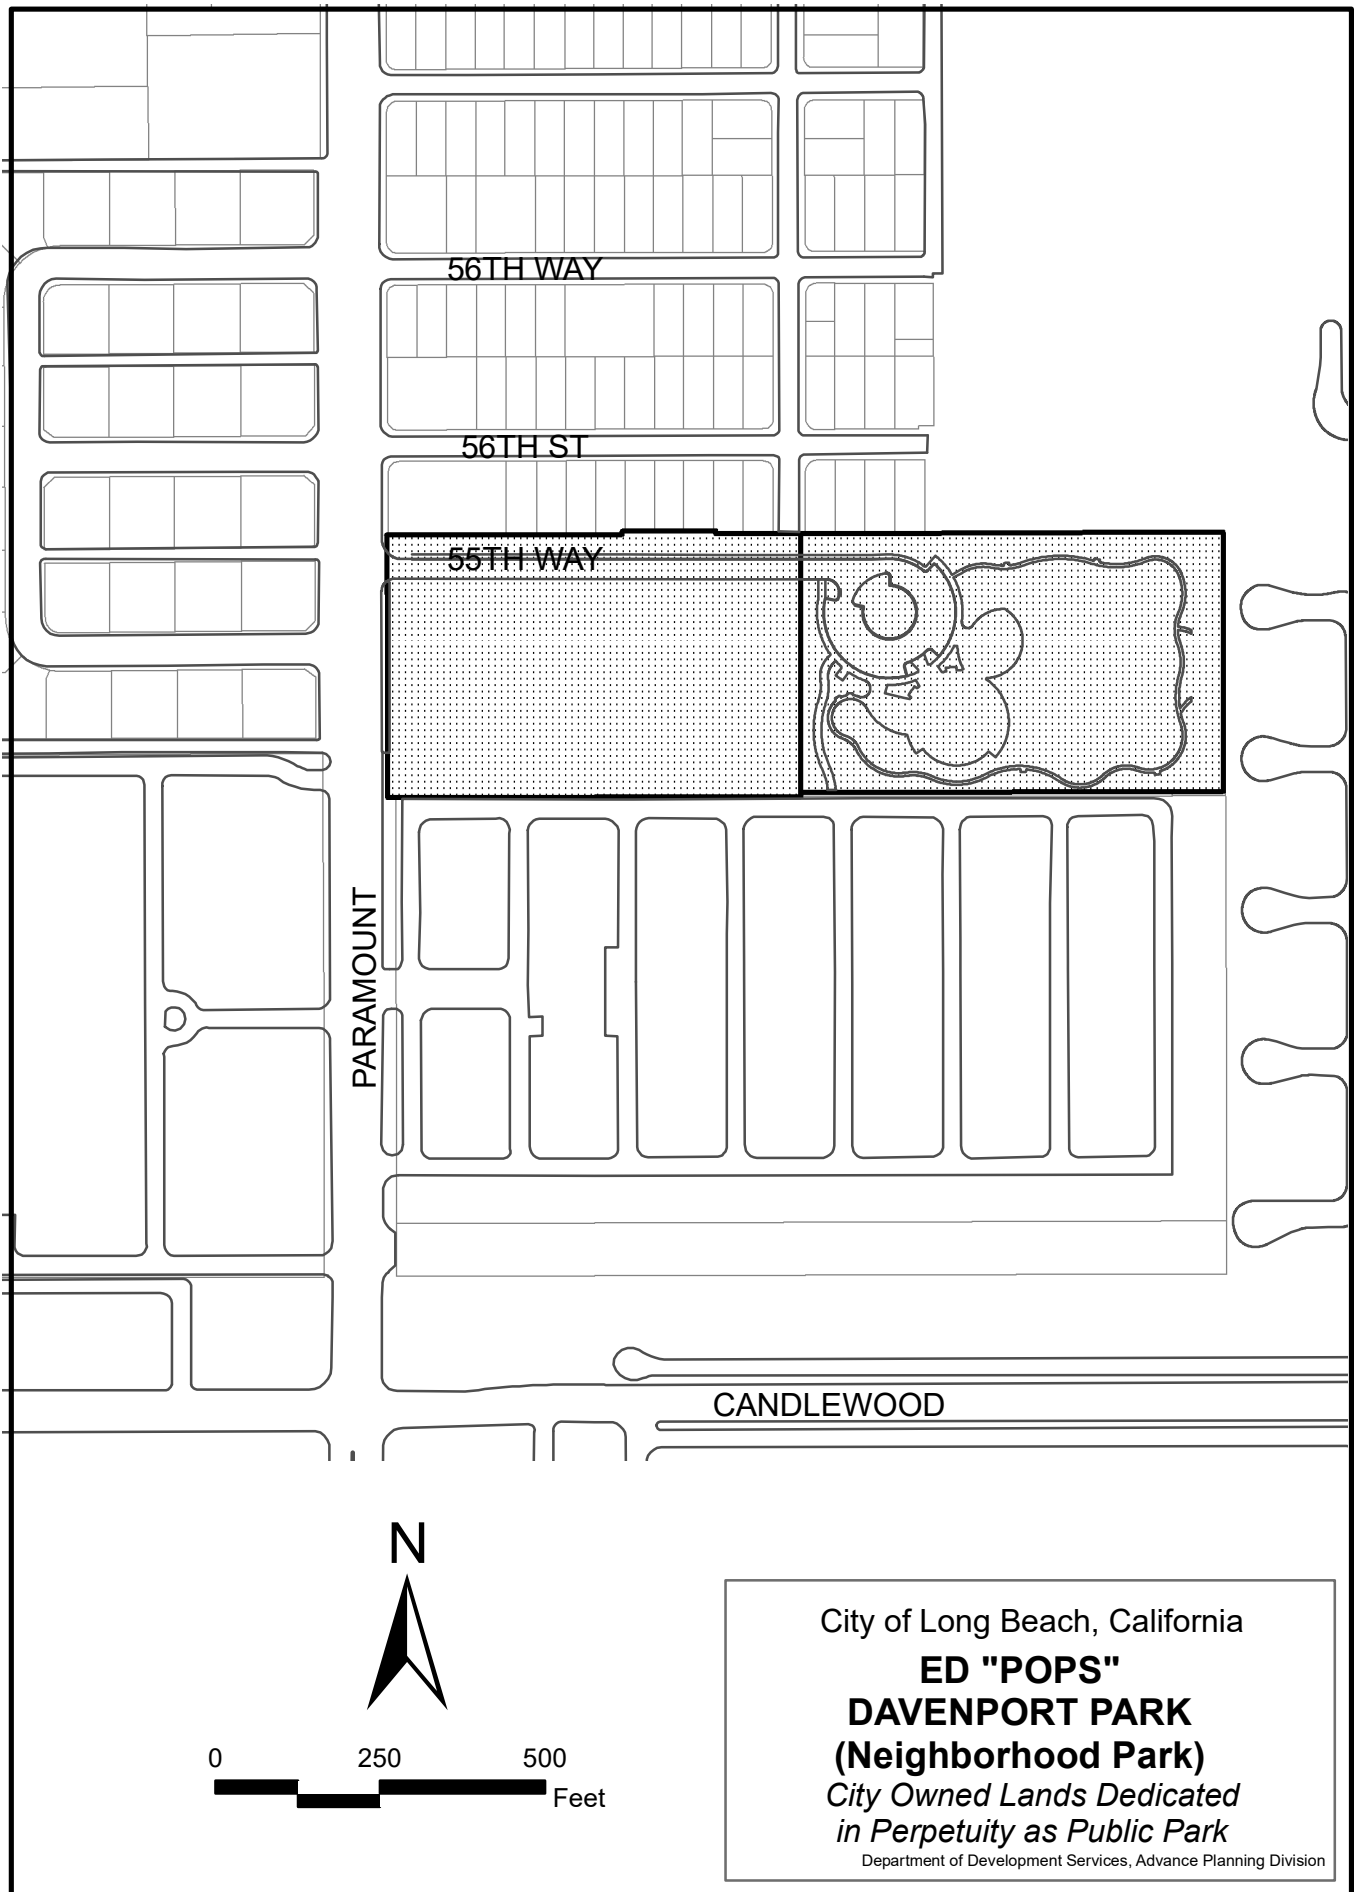 56TH WAY
56TH ST
55TH WAY
PARAMOUNT
CANDLEWOOD
N
0 250 500
Feet
City of Long Beach, California
ED "POPS"
DAVENPORT PARK
(Neighborhood Park)
City Owned Lands Dedicated
in Perpetuity as Public Park
Department of Development Services, Advance Planning Division